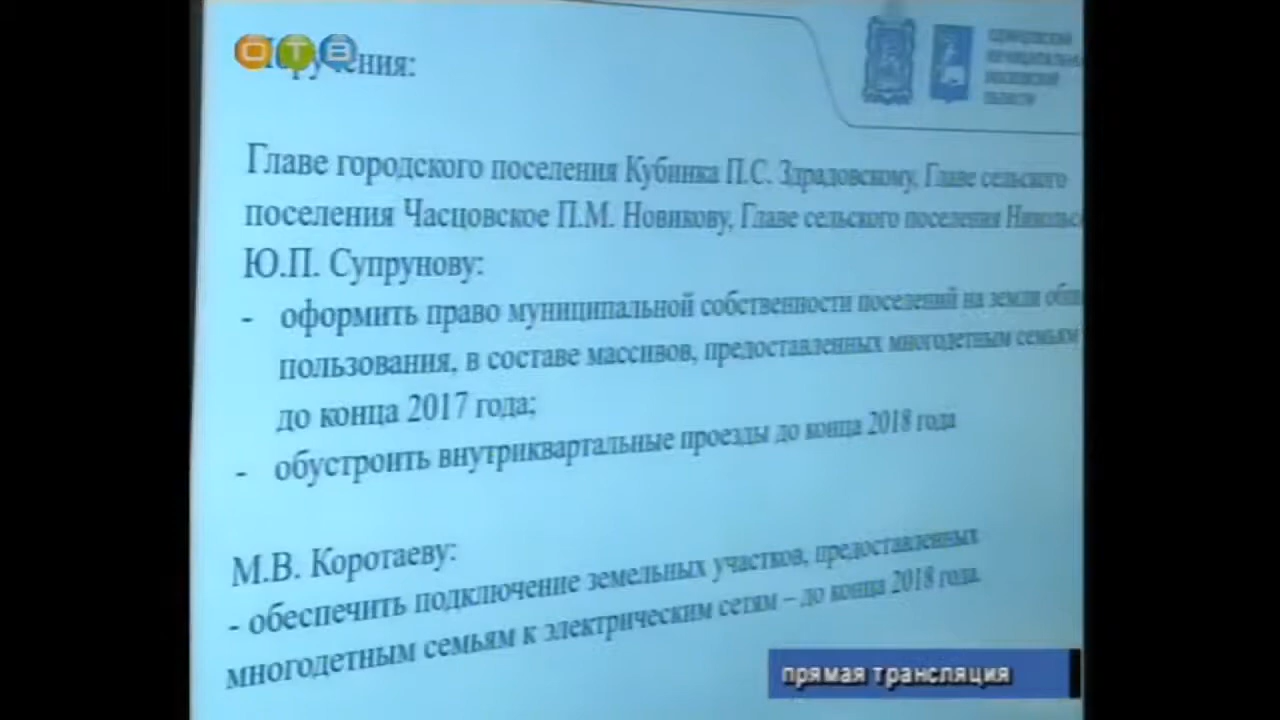 ОТВ
Поручения:
Главе городского поселения Кубинка П.С. Здрадовскому, Главе сельского
поселения Часцовское П.М. Новикову, Главе сельского поселения
Ю.П. Супрунову:
- оформить право муниципальной собственности поселений на земли
пользования, в составе массивов, предоставленных многодетным семьям
до конца 2017 года;
- обустроить внутриквартальные проезды до конца 2018 года
М.В. Коротаеву:
- обеспечить подключение земельных участков, предоставленных
многодетным семьям к электрическим сетям – до конца 2018 года.
прямая трансляция